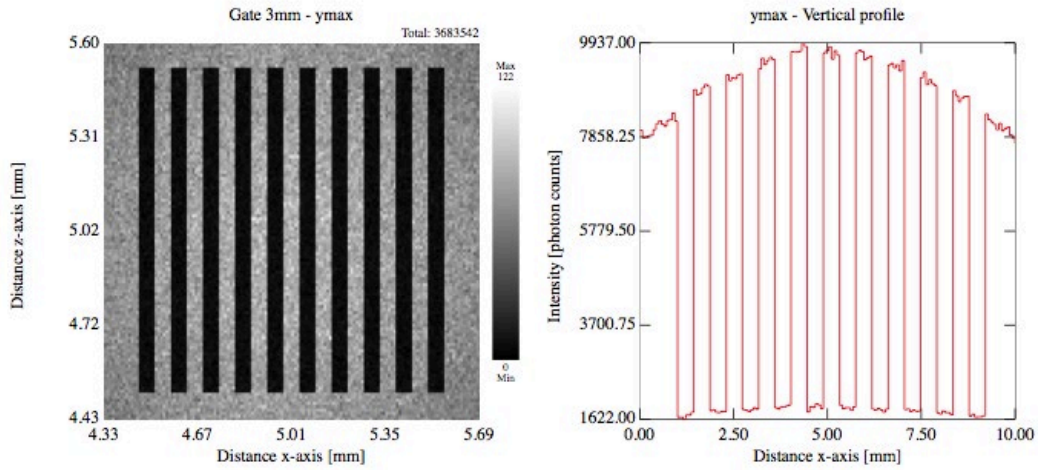 Gate 3mm - ymax
Total: 3683542
5.60
5.31
5.02
4.72
4.43
Distance z-axis [mm]
4.33 4.67 5.01 5.35 5.69
Distance x-axis [mm]
Max
122
0
Min
ymax - Vertical profile
9937.00
7858.25
5779.50
3700.75
1622.00
Intensity [photon counts]
0.00 2.50 5.00 7.50 10.00
Distance x-axis [mm]